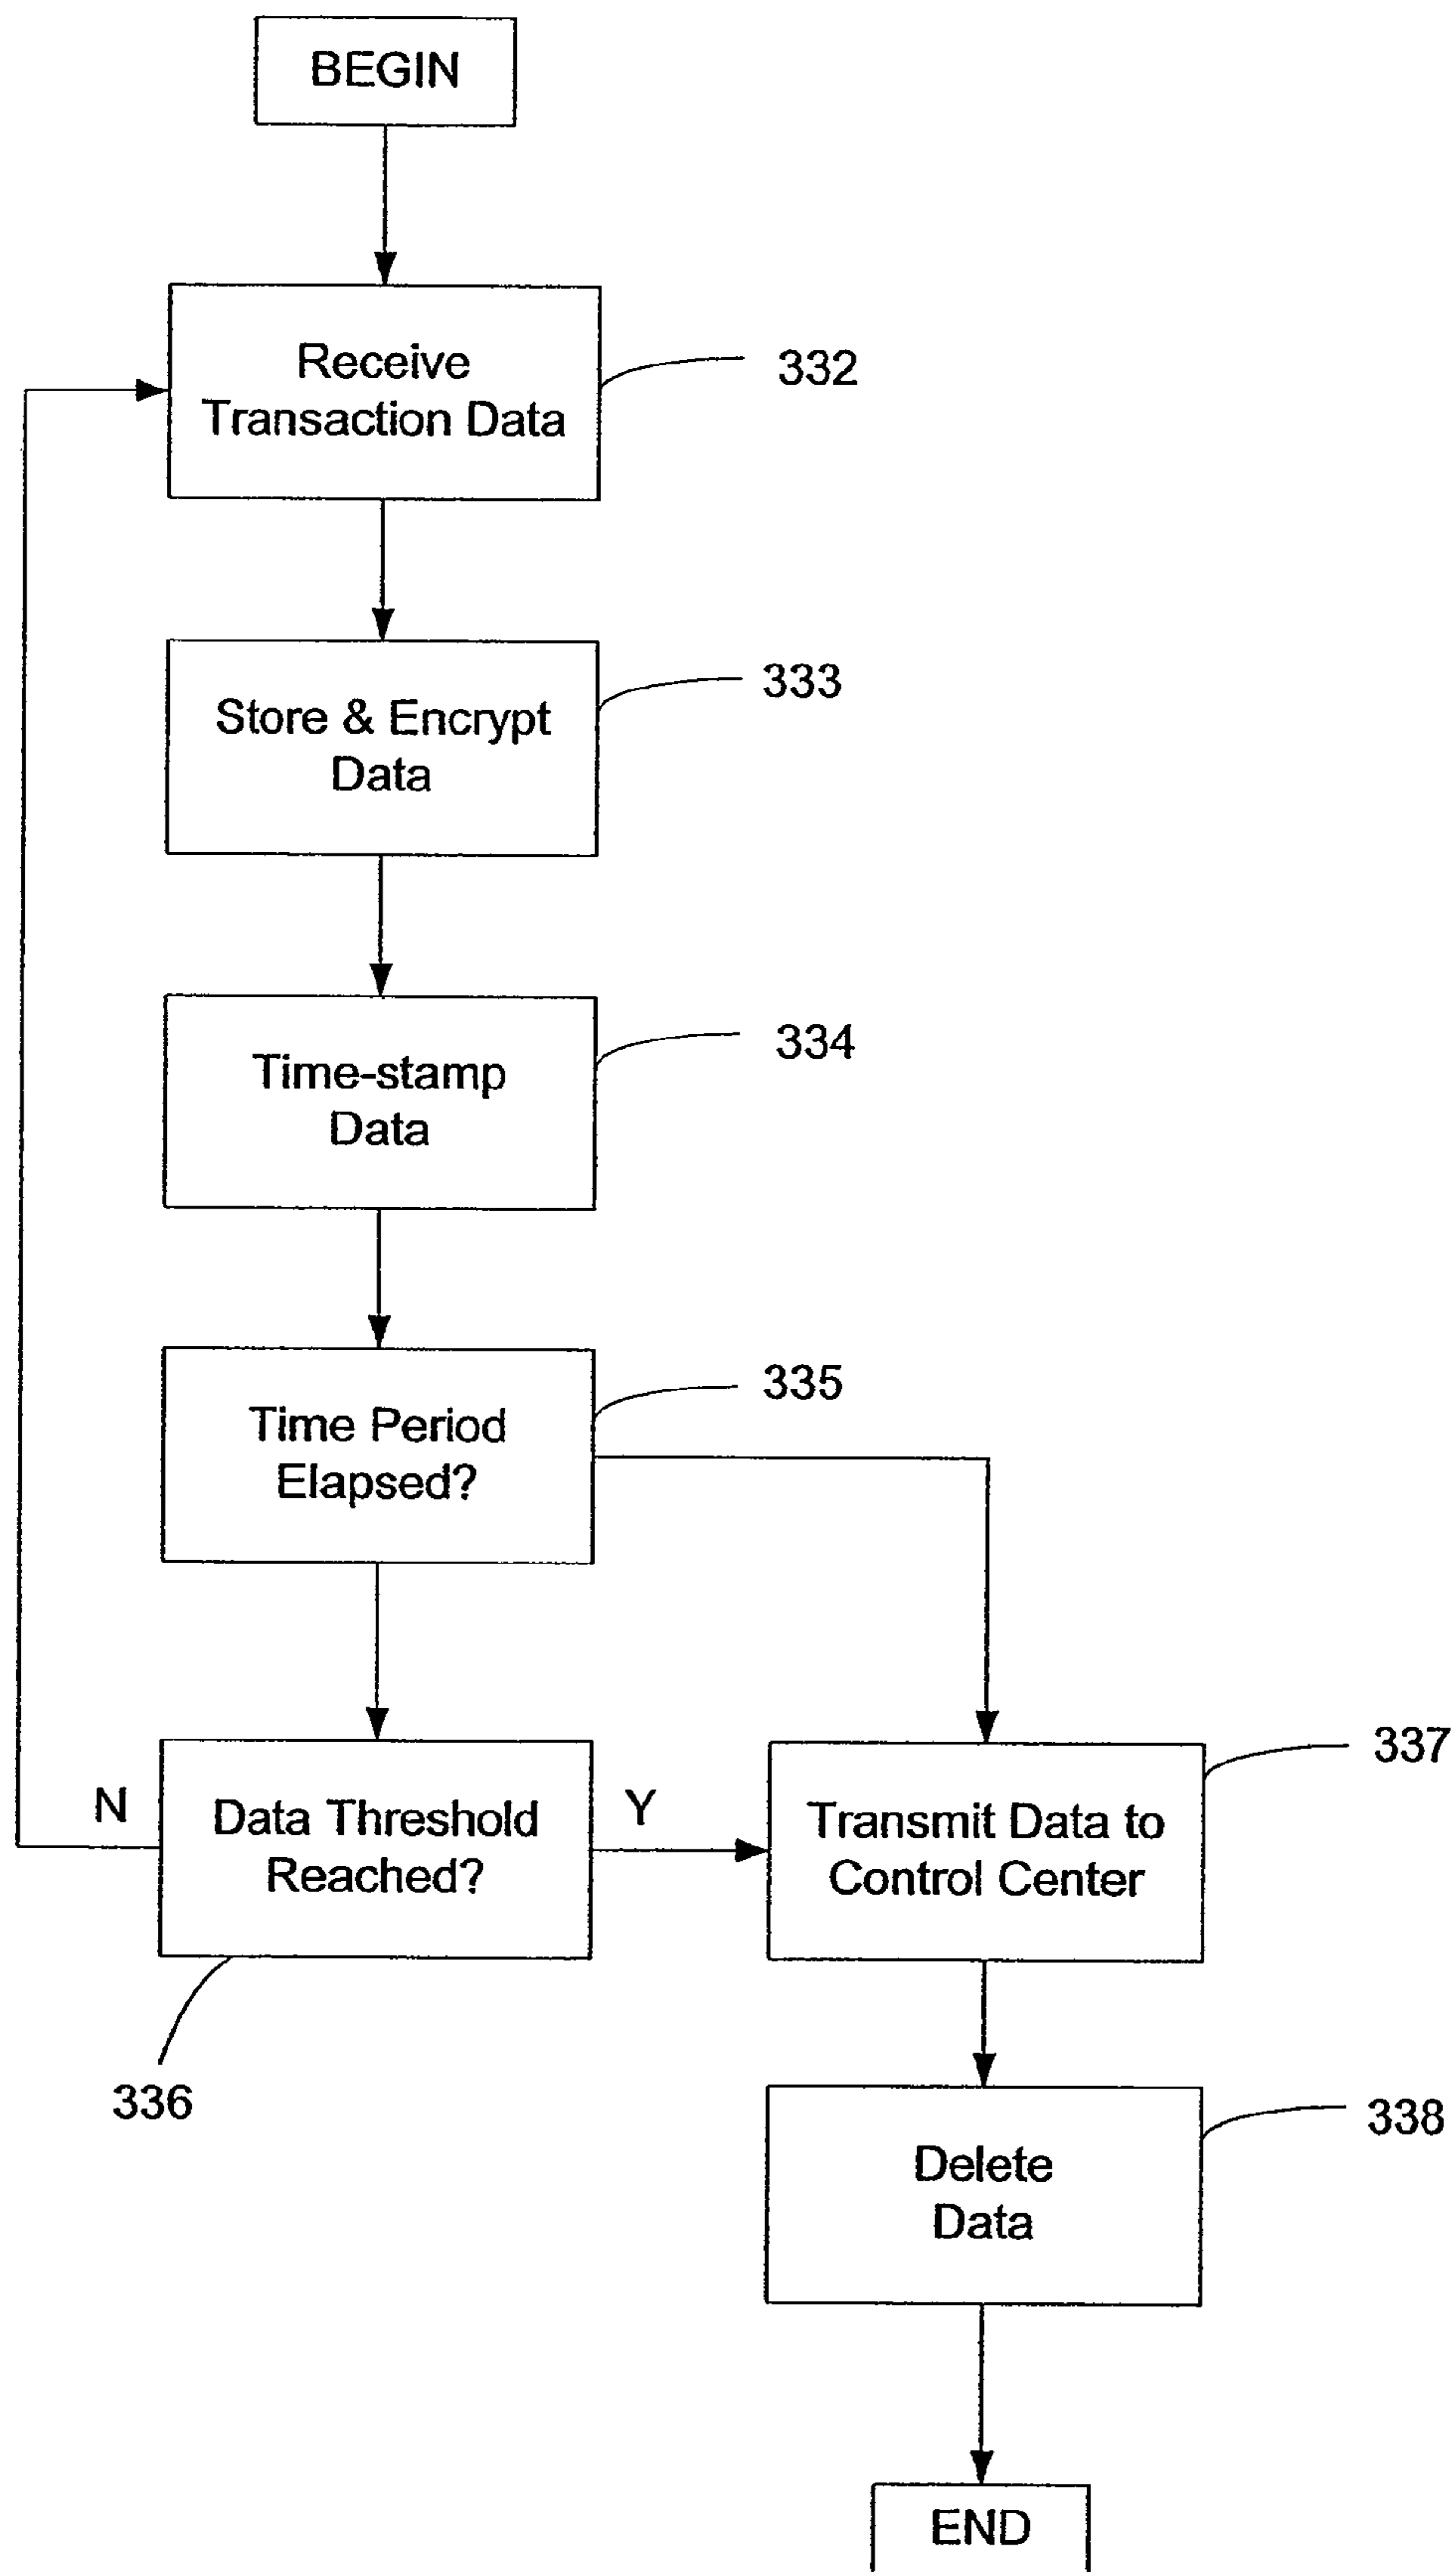 BEGIN
Receive
Transaction Data
332
Store & Encrypt
Data
333
Time-stamp
Data
334
Time Period
Elapsed?
335
N
Data Threshold
Reached?
Y
336
Transmit Data to
Control Center
337
Delete
Data
338
END